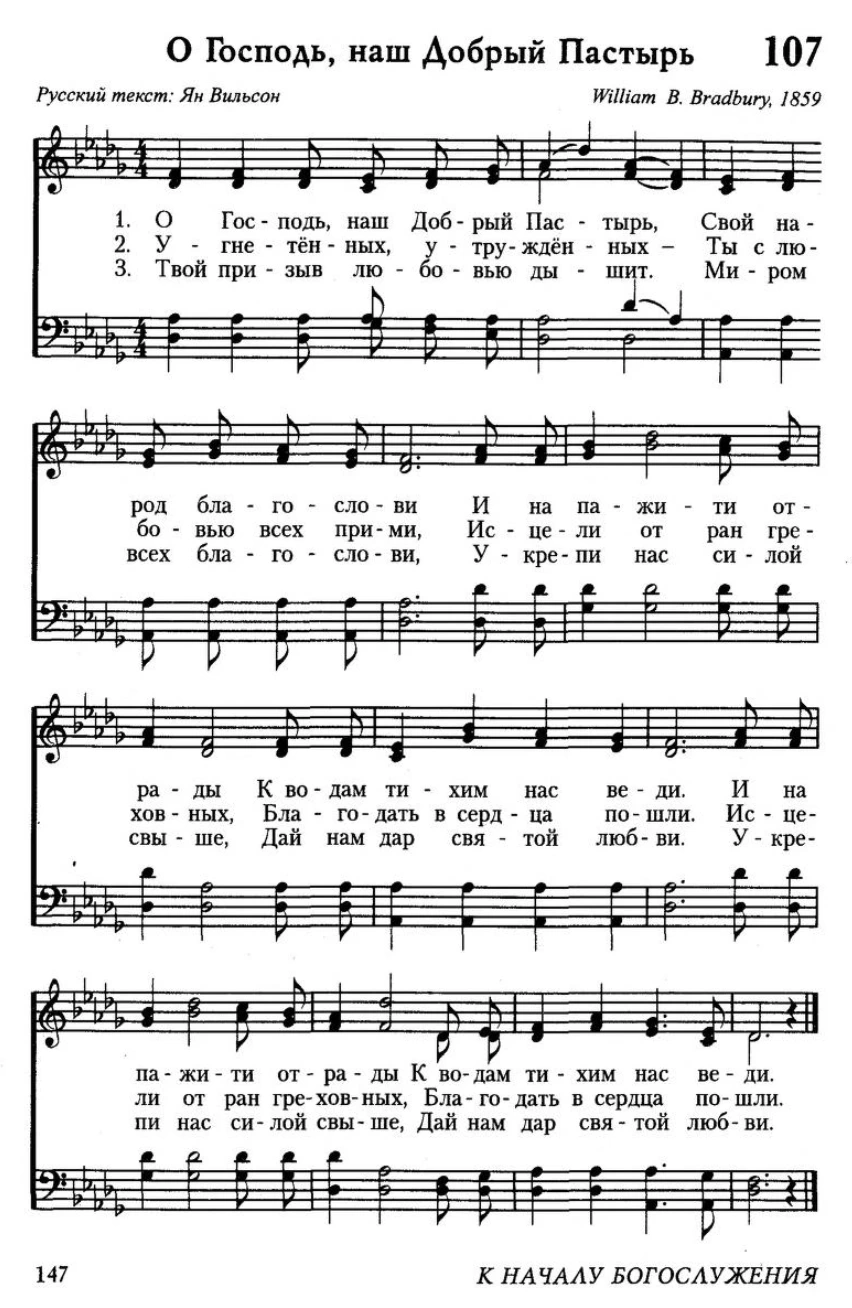 О Господь, наш Добрый Пастырь 107
Русский текст: Ян Вильсон William B. Bradbury, 1859
1. О Гос - подь, наш Доб - рый Пас - тырь, Свой на -
2. У - гне - тён - ных, у - труж - дён - ных – Ты с лю -
3. Твой при - зыв лю - бо - вью ды - шит. Ми - ром
род бла - го - сло - ви И на па - жи - ти от -
бо - вью всех при - ми, Ис - це - ли от ран гре -
всех бла - го - сло - ви, У - кре - пи нас си - лой
ра - ды К во - дам ти - хим нас ве - ди. И на
хов - ных, Бла - го - дать в серд - ца по - шли. Ис - це -
свы - ше, Дай нам дар свя - той люб - ви. У - кре -
па - жи - ти от - ра - ды К во - дам ти - хим нас ве - ди.
ли от ран гре - хов - ных, Бла - го - дать в сердца по - шли.
пи нас си - лой свы - ше, Дай нам дар свя - той люб - ви.
147 К НАЧАЛУ БОГОСЛУЖЕНИЯ